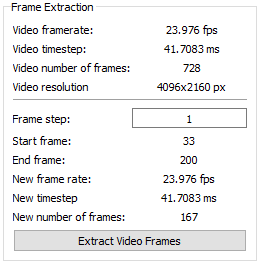 Frame Extraction
Video framerate: 23.976 fps
Video timestep: 41.7083 ms
Video number of frames: 728
Video resolution 4096x2160 px
Frame step: 1
Start frame: 33
End frame: 200
New frame rate: 23.976 fps
New timestep 41.7083 ms
New number of frames: 167
Extract Video Frames